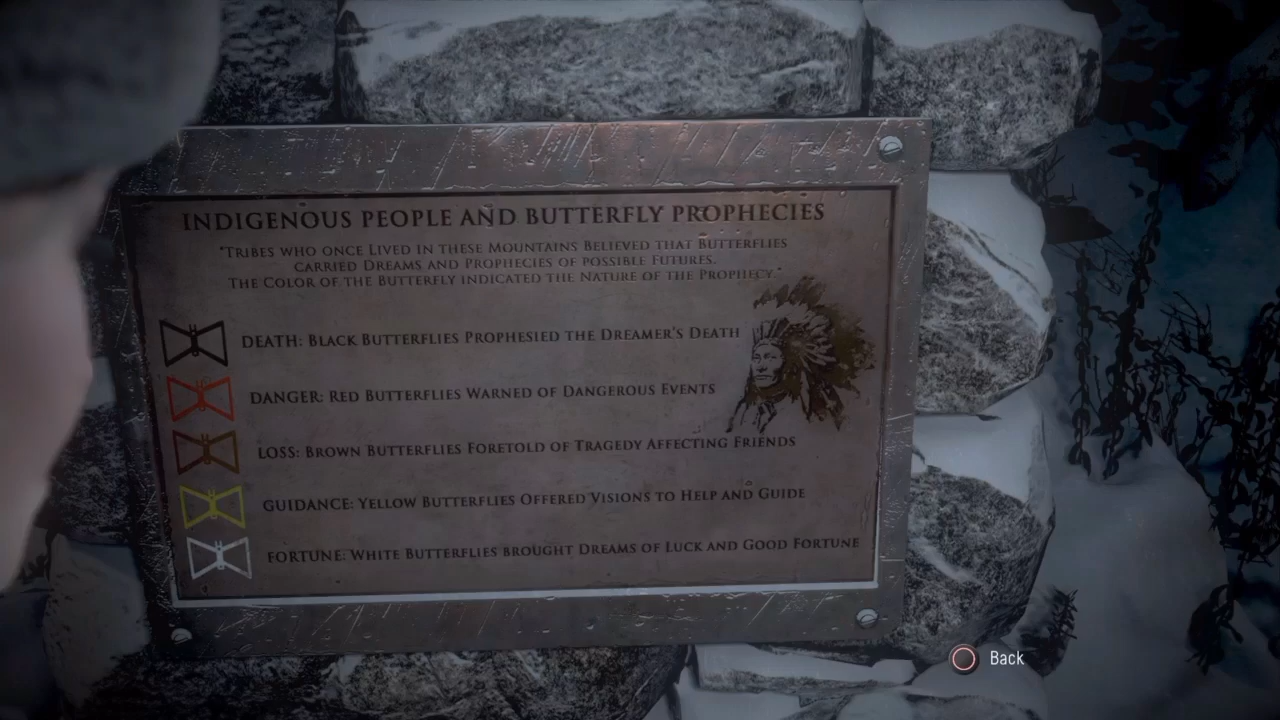 INDIGENOUS PEOPLE AND BUTTERFLY PROPHECIES
"TRIBES WHO ONCE LIVED IN THESE MOUNTAINS BELIEVED THAT BUTTERFLIES
CARRIED DREAMS AND PROPHECIES OF POSSIBLE FUTURES.
THE COLOR OF THE BUTTERFLY INDICATED THE NATURE OF THE PROPHECY."
DEATH: BLACK BUTTERFLIES PROPHESIED THE DREAMER'S DEATH
DANGER: RED BUTTERFLIES WARNED OF DANGEROUS EVENTS
LOSS: BROWN BUTTERFLIES FORETOLD OF TRAGEDY AFFECTING FRIENDS
GUIDANCE: YELLOW BUTTERFLIES OFFERED VISIONS TO HELP AND GUIDE
FORTUNE: WHITE BUTTERFLIES BROUGHT DREAMS OF LUCK AND GOOD FORTUNE
Back